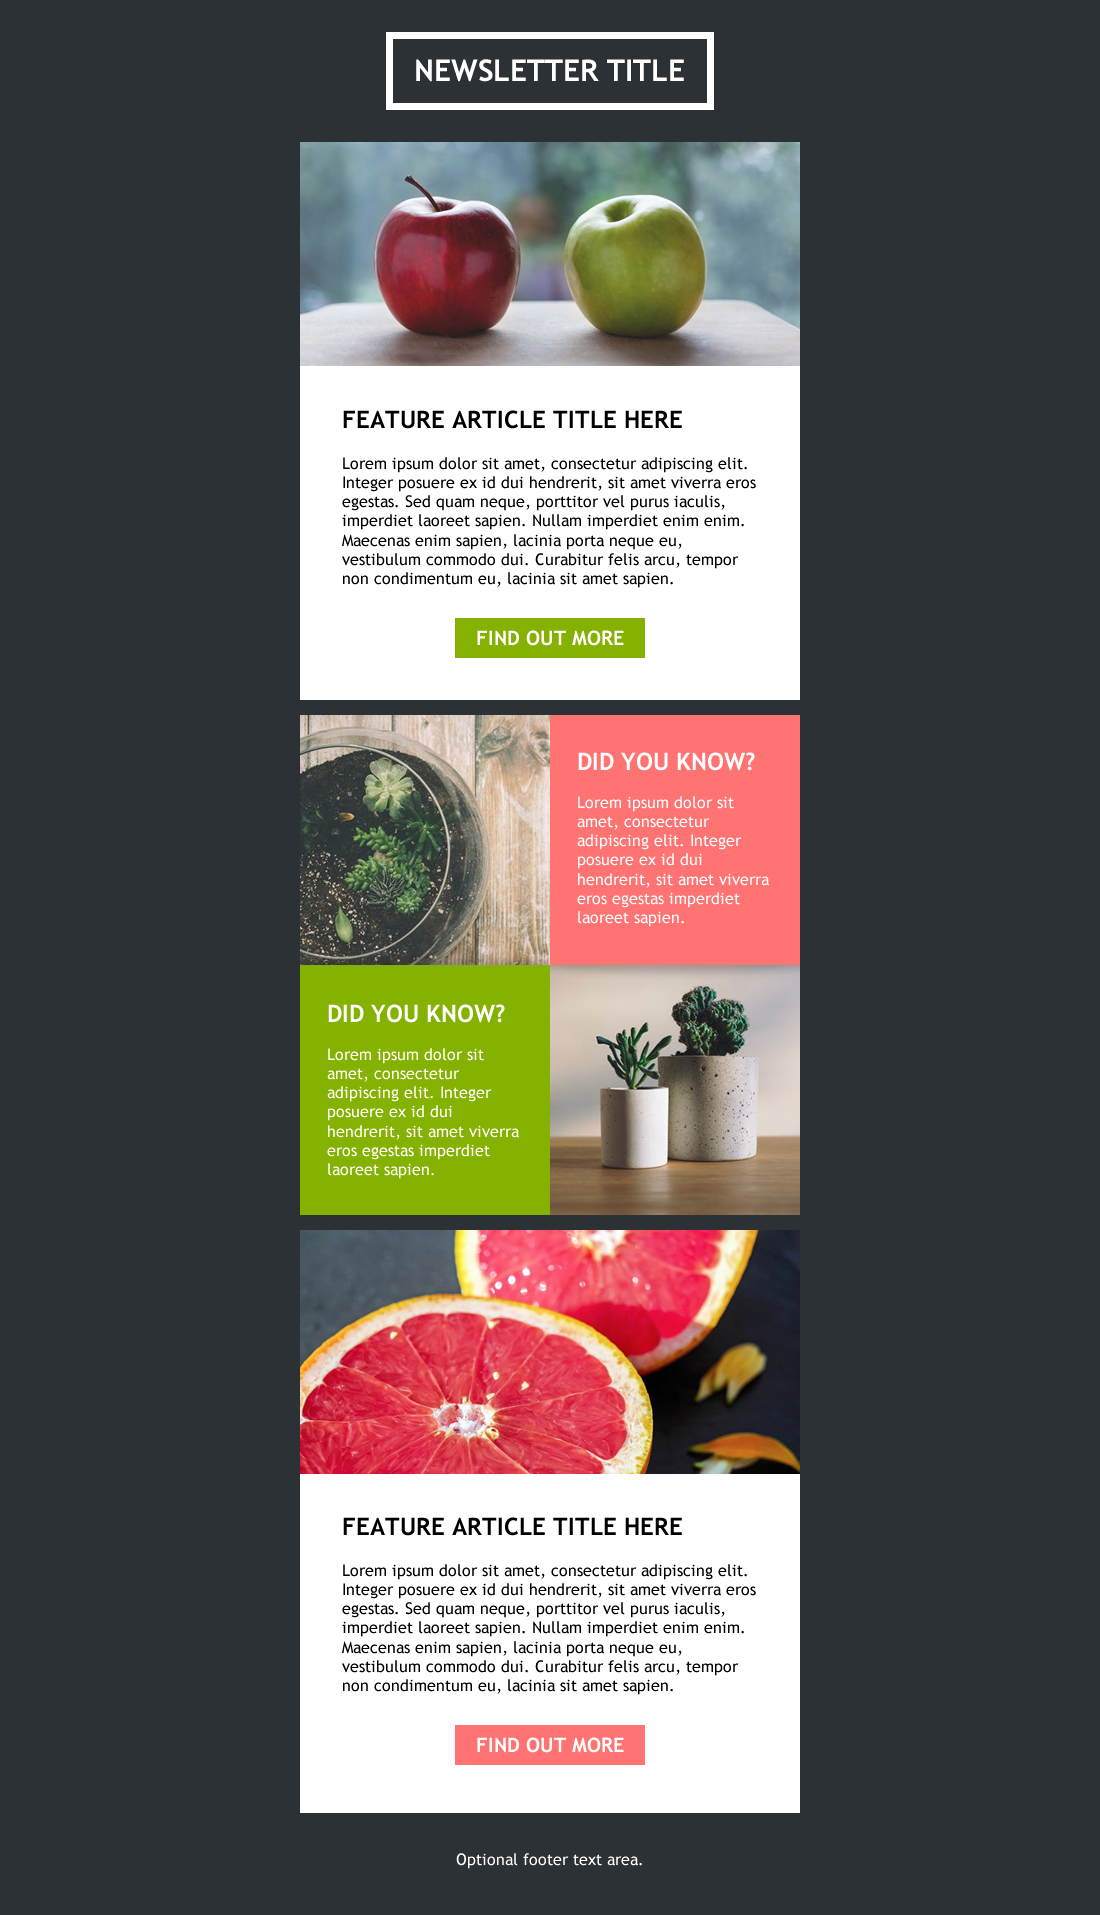 NEWSLETTER TITLE
FEATURE ARTICLE TITLE HERE
Lorem ipsum dolor sit amet, consectetur adipiscing elit.
Integer posuere ex id dui hendrerit, sit amet viverra eros
egestas. Sed quam neque, porttitor vel purus iaculis,
imperdiet laoreet sapien. Nullam imperdiet enim enim.
Maecenas enim sapien, lacinia porta neque eu,
vestibulum commodo dui. Curabitur felis arcu, tempor
non condimentum eu, lacinia sit amet sapien.
FIND OUT MORE
DID YOU KNOW?
Lorem ipsum dolor sit
amet, consectetur
adipiscing elit. Integer
posuere ex id dui
hendrerit, sit amet viverra
eros egestas imperdiet
laoreet sapien.
DID YOU KNOW?
Lorem ipsum dolor sit
amet, consectetur
adipiscing elit. Integer
posuere ex id dui
hendrerit, sit amet viverra
eros egestas imperdiet
laoreet sapien.
FEATURE ARTICLE TITLE HERE
Lorem ipsum dolor sit amet, consectetur adipiscing elit.
Integer posuere ex id dui hendrerit, sit amet viverra eros
egestas. Sed quam neque, porttitor vel purus iaculis,
imperdiet laoreet sapien. Nullam imperdiet enim enim.
Maecenas enim sapien, lacinia porta neque eu,
vestibulum commodo dui. Curabitur felis arcu, tempor
non condimentum eu, lacinia sit amet sapien.
FIND OUT MORE
Optional footer text area.